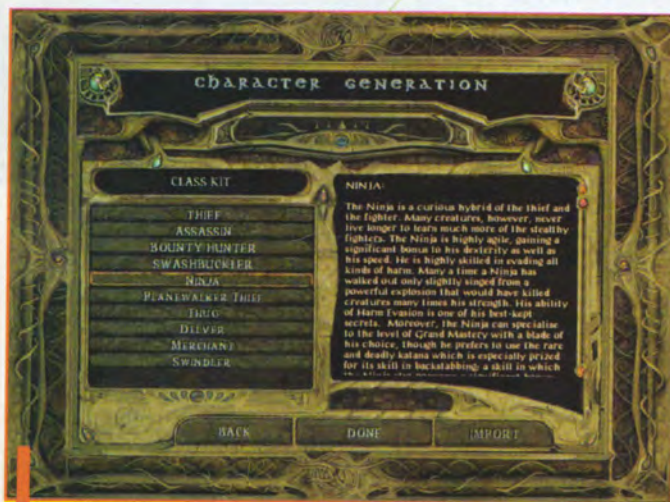 CHARACTER GENERATION
CLASS KIT
THIEF
ASSASSIN
BOUNTY HUNTER
SWASHBUCKLER
NINJA
PLANEWALKER THIEF
THUG
DELVER
MERCHANT
SWINDLER
NINJA:
The Ninja is a curious hybrid of the thief and
the fighter. Many creatures, however, never
live longer to learn much more of the stealthy
fighters. The Ninja is highly agile, gaining a
significant bonus to his dexterity as well as
his speed. He is highly skilled in evading all
kinds of harm. Many a time a Ninja has
walked out only slightly singed from a
powerful explosion that would have killed
creatures many times his strength. His ability
of Harm Evasion is one of his best-kept
secrets. Moreover, the Ninja can specialise
to the level of Grand Mastery with a blade of
his choice, though he prefers to use the rare
and deadly katana which is especially prized
for its skill in backstabbing; a skill in which
BACK
DONE
IMPORT